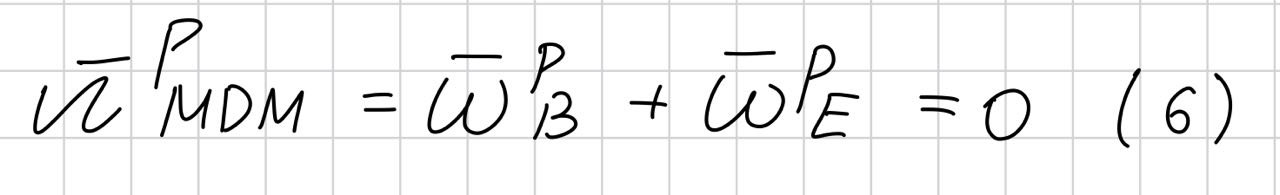 n̄ᴾ_MDM = ω̄ᴾ_B + ω̄ᴾ_E = 0 (6)